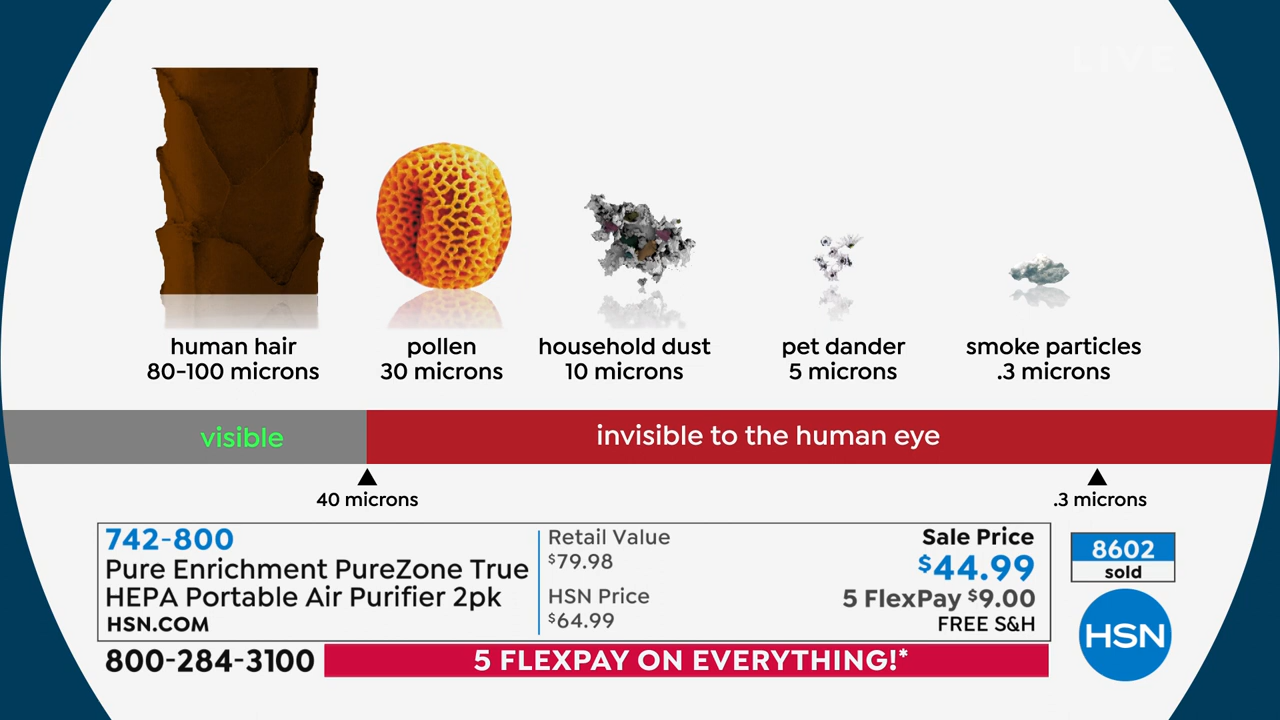 LIVE
human hair
80-100 microns
pollen
30 microns
household dust
10 microns
pet dander
5 microns
smoke particles
.3 microns
visible
invisible to the human eye
40 microns
.3 microns
742-800
Pure Enrichment PureZone True
HEPA Portable Air Purifier 2pk
HSN.COM
Retail Value
$79.98
HSN Price
$64.99
Sale Price
$44.99
5 FlexPay $9.00
FREE S&H
8602
sold
HSN
800-284-3100
5 FLEXPAY ON EVERYTHING!*